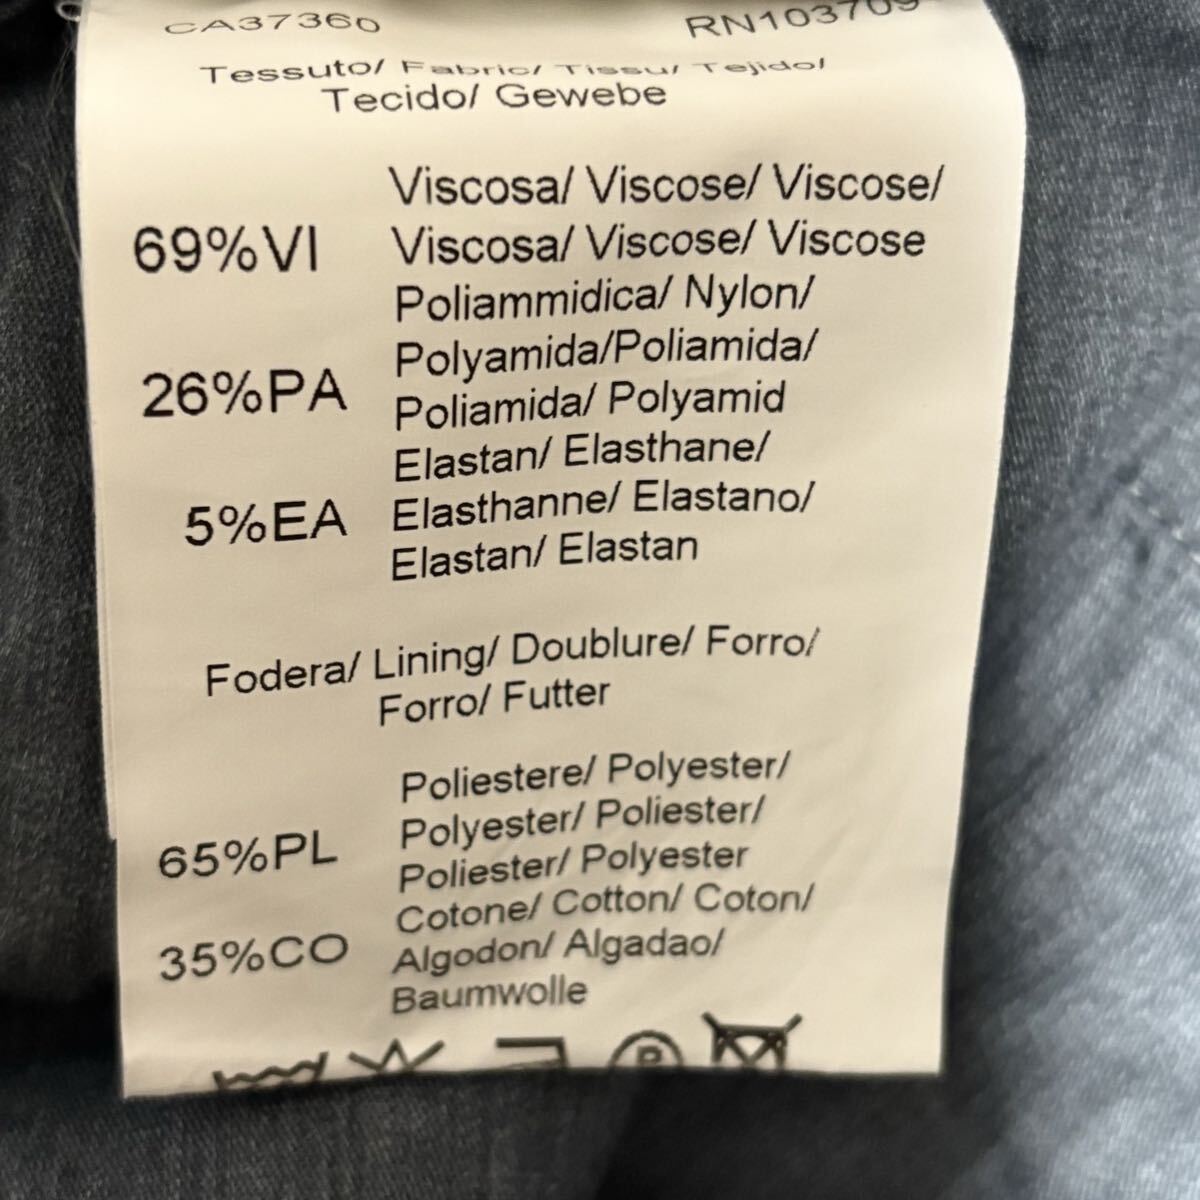 CA37360
RN103709
Tessuto/ Fabric/ Tissu/ Tejido/
Tecido/ Gewebe
69%VI
Viscosa/ Viscose/ Viscose/
Viscosa/ Viscose/ Viscose
26%PA
Poliammidica/ Nylon/
Polyamida/Poliamida/
Poliamida/ Polyamid
5%EA
Elastan/ Elasthane/
Elasthanne/ Elastano/
Elastan/ Elastan
Fodera/ Lining/ Doublure/ Forro/
Forro/ Futter
65%PL
Poliestere/ Polyester/
Polyester/ Poliester/
Poliester/ Polyester
35%CO
Cotone/ Cotton/ Coton/
Algodon/ Algadao/
Baumwolle
P